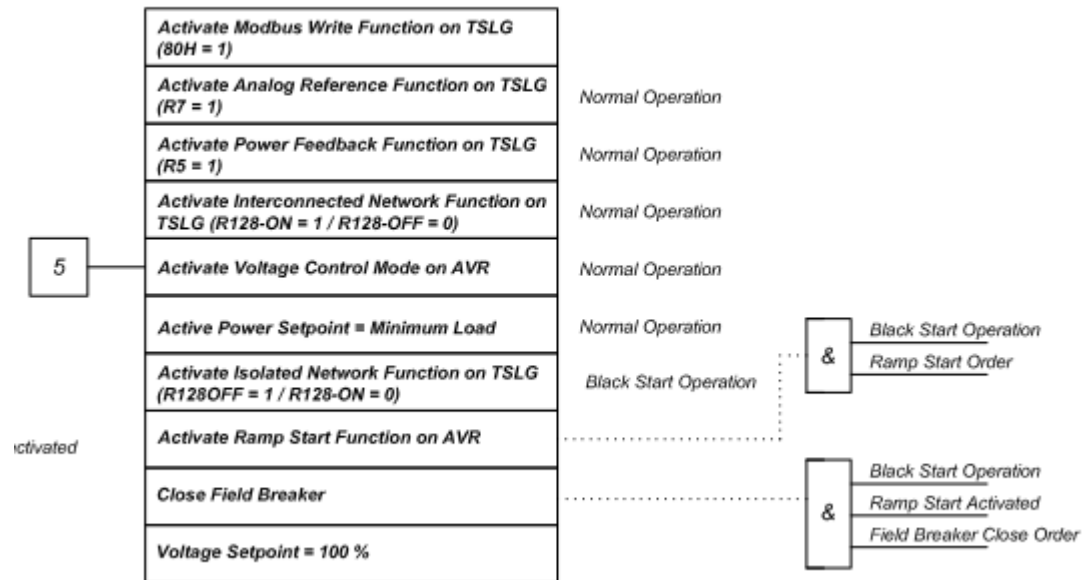 Activate Modbus Write Function on TSLG
(80H = 1)
Activate Analog Reference Function on TSLG
(R7 = 1)
Normal Operation
Activate Power Feedback Function on TSLG
(R5 = 1)
Normal Operation
Activate Interconnected Network Function on
TSLG (R128-ON = 1 / R128-OFF = 0)
Normal Operation
5
Activate Voltage Control Mode on AVR
Normal Operation
Active Power Setpoint = Minimum Load
Normal Operation
Activate Isolated Network Function on TSLG
(R128OFF = 1 / R128-ON = 0)
Black Start Operation
&
Black Start Operation
Ramp Start Order
ctivated
Activate Ramp Start Function on AVR
Close Field Breaker
&
Black Start Operation
Ramp Start Activated
Field Breaker Close Order
Voltage Setpoint = 100 %